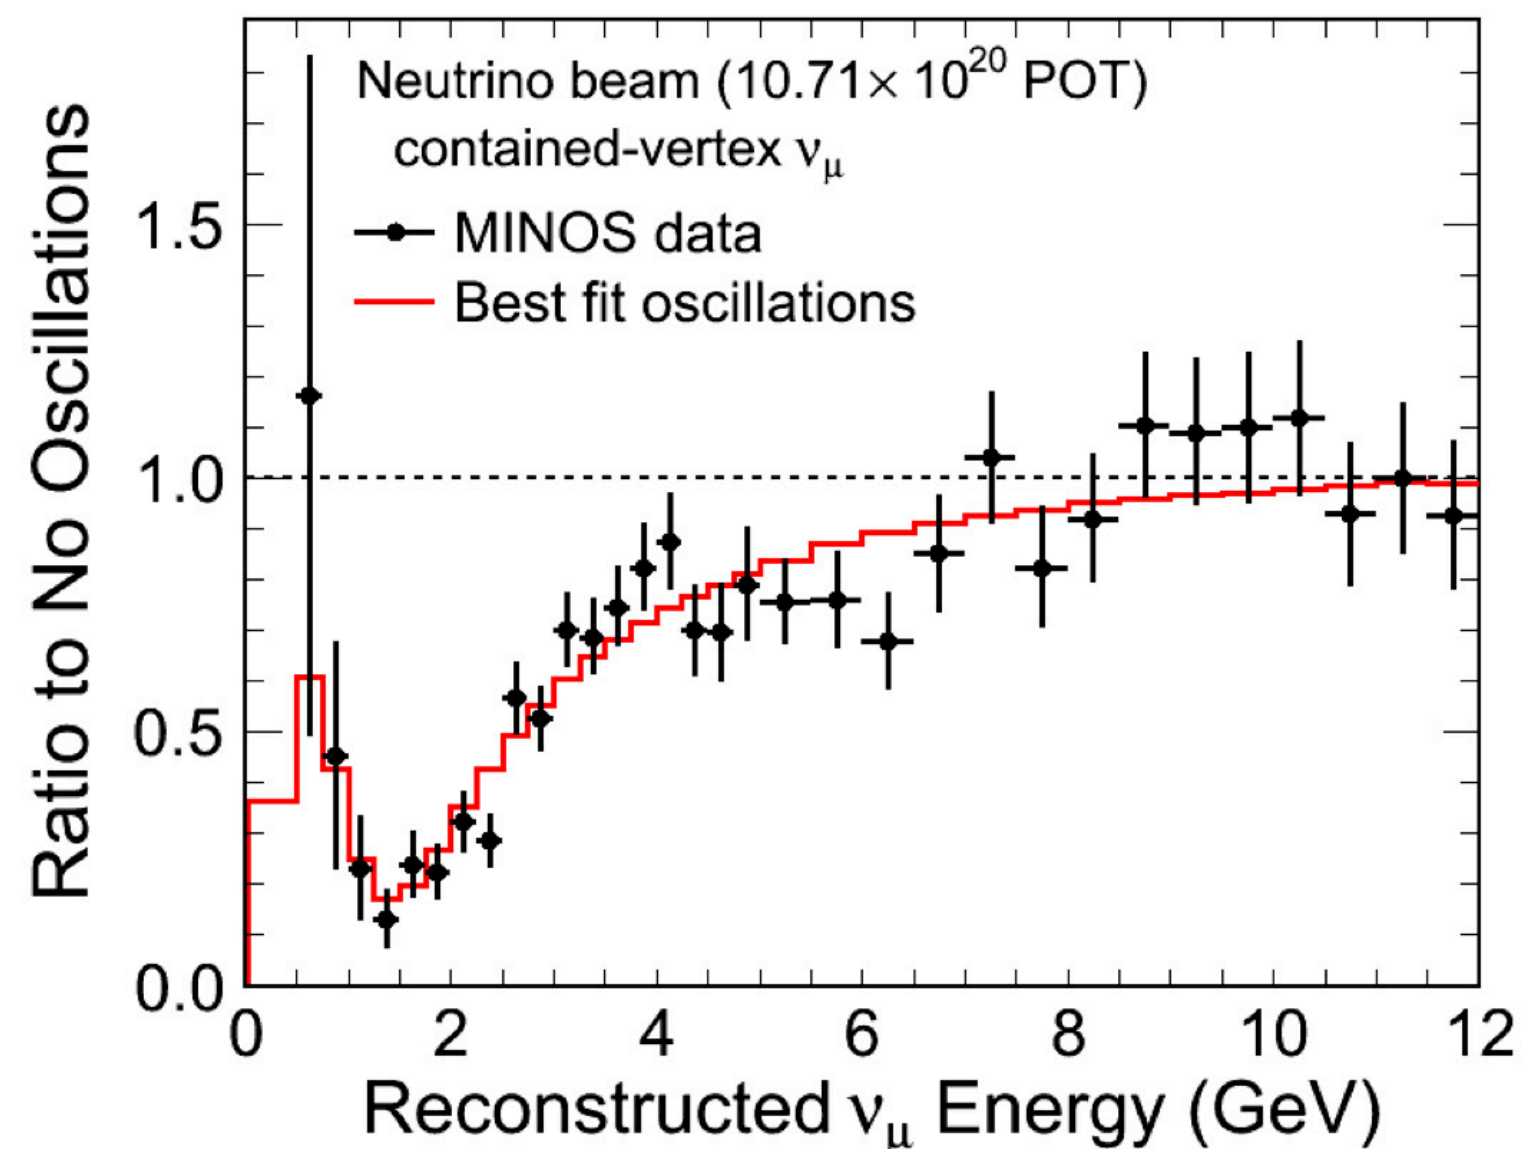 Neutrino beam (10.71× 10²⁰ POT)
contained-vertex νμ
MINOS data
Best fit oscillations
Ratio to No Oscillations
1.5
1.0
0.5
0.0
0 2 4 6 8 10 12
Reconstructed νμ Energy (GeV)